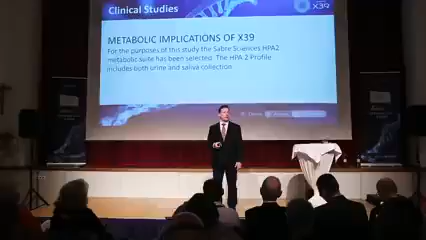 Clinical Studies
X39
METABOLIC IMPLICATIONS OF X39
For the purposes of this study the Sabre Sciences HPA2
metabolic suite has been selected. The HPA 2 Profile
includes both urine and saliva collection.